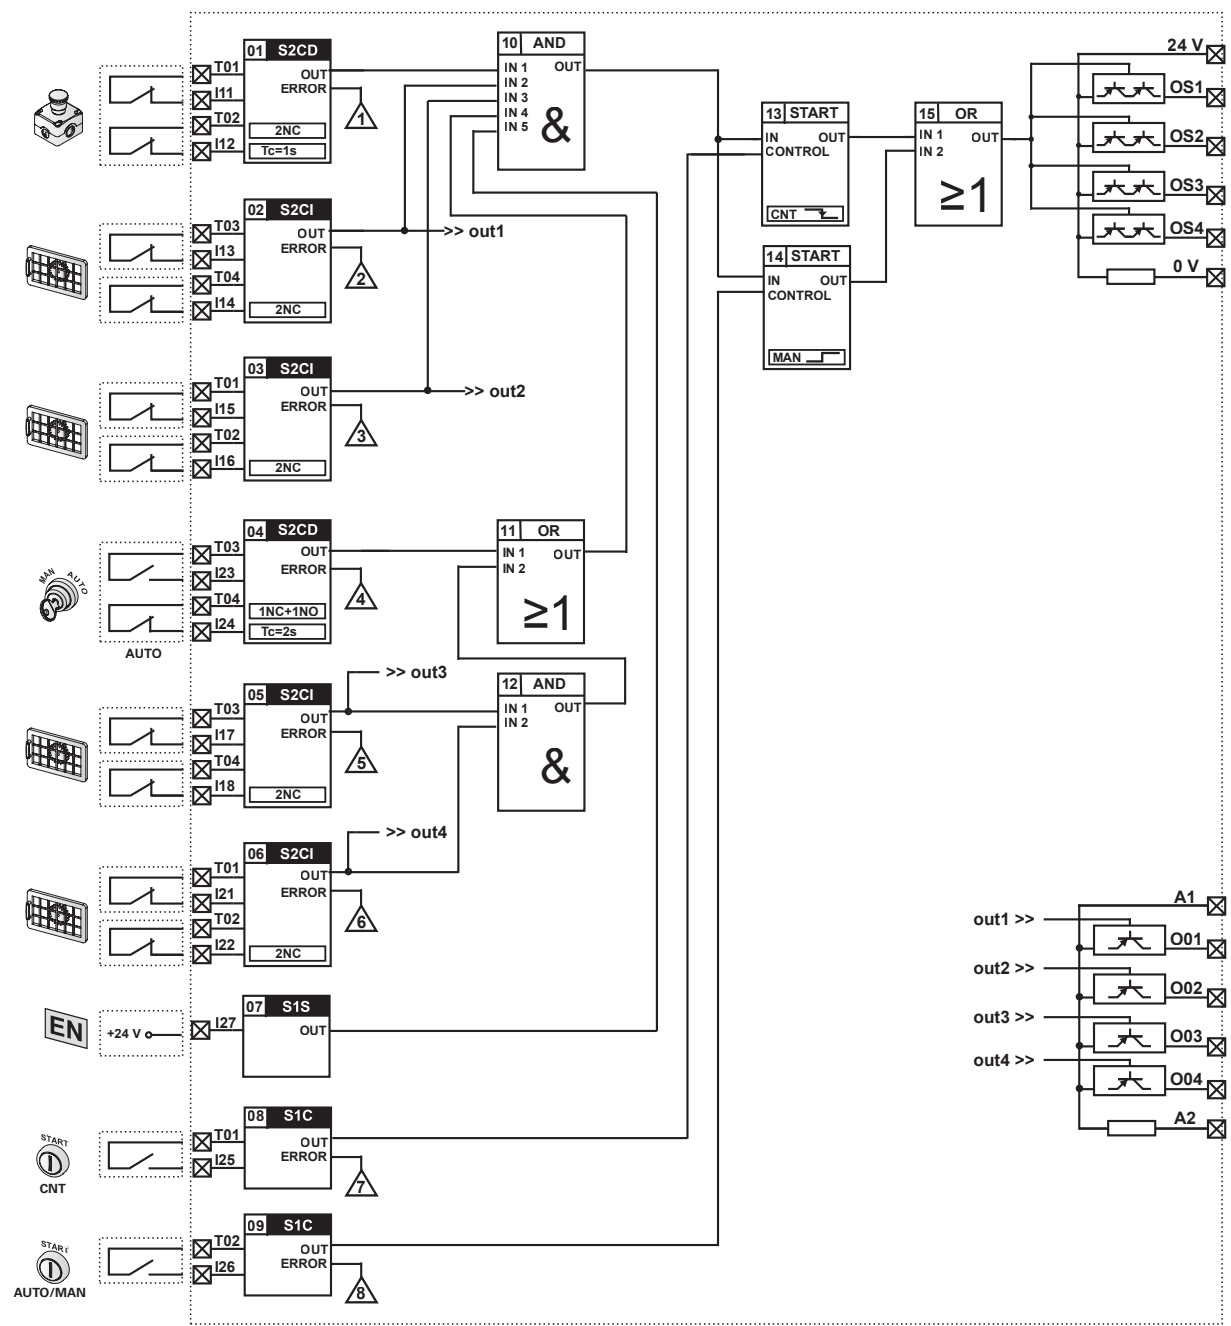 01 S2CD
T01
OUT
I11
ERROR
T02
1
2NC
I12
Tc=1s
10 AND
IN 1 OUT
IN 2
IN 3
IN 4
IN 5
&
13 START
IN OUT
CONTROL
CNT
15 OR
IN 1 OUT
IN 2
≥1
24 V
OS1
OS2
OS3
OS4
0 V
02 S2CI
T03
OUT
>> out1
ERROR
I13
2
T04
I14
2NC
14 START
IN OUT
CONTROL
MAN
03 S2CI
T01
OUT
>> out2
ERROR
I15
3
T02
I16
2NC
MAN AUTO
AUTO
04 S2CD
T03
OUT
ERROR
I23
4
T04
1NC+1NO
I24
Tc=2s
11 OR
IN 1 OUT
IN 2
≥1
>> out3
05 S2CI
T03
OUT
ERROR
I17
5
T04
I18
2NC
12 AND
IN 1 OUT
IN 2
&
>> out4
06 S2CI
T01
OUT
ERROR
I21
6
T02
I22
2NC
A1
out1 >>
O01
out2 >>
O02
out3 >>
O03
out4 >>
O04
A2
EN
+24 V
I27
07 S1S
OUT
START
CNT
08 S1C
T01
OUT
ERROR
I25
7
START
AUTO/MAN
09 S1C
T02
OUT
ERROR
I26
8